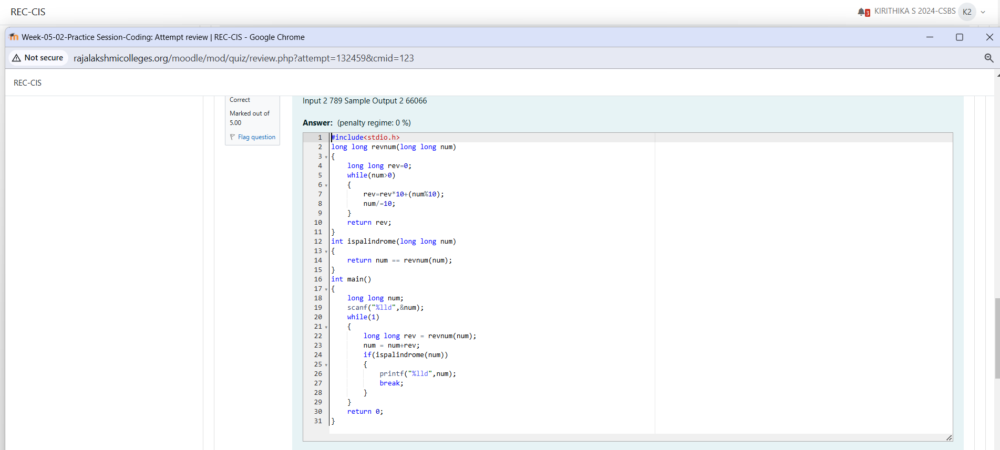 REC-CIS
3 KIRITHIKA S 2024-CSBS K2
Week-05-02-Practice Session-Coding: Attempt review | REC-CIS - Google Chrome
Not secure rajalakshmicolleges.org/moodle/mod/quiz/review.php?attempt=132459&cmid=123
REC-CIS
Correct
Marked out of
5.00
Flag question
Input 2 789 Sample Output 2 66066
Answer: (penalty regime: 0 %)
1 #include<stdio.h>
2 long long revnum(long long num)
3 {
4     long long rev=0;
5     while(num>0)
6     {
7         rev=rev*10+(num%10);
8         num/=10;
9     }
10     return rev;
11 }
12 int ispalindrome(long long num)
13 {
14     return num == revnum(num);
15 }
16 int main()
17 {
18     long long num;
19     scanf("%lld",&num);
20     while(1)
21     {
22         long long rev = revnum(num);
23         num = num+rev;
24         if(ispalindrome(num))
25         {
26             printf("%lld",num);
27             break;
28         }
29     }
30     return 0;
31 }